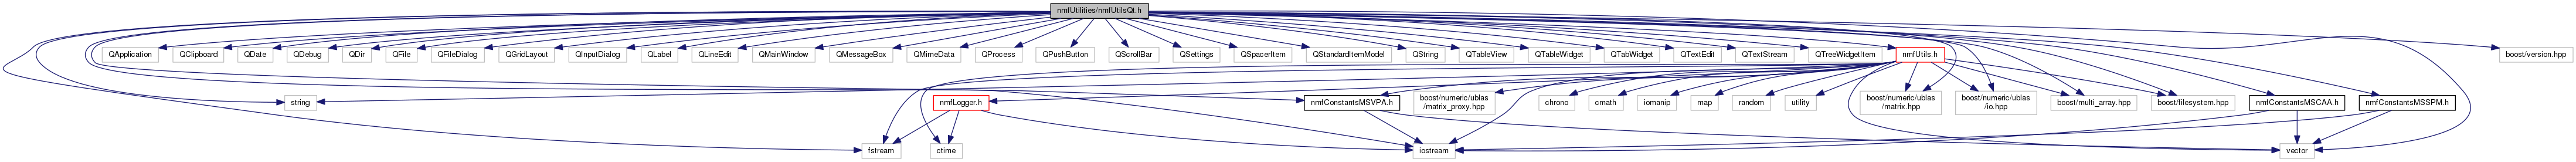 nmfUtilities/nmfUtilsQt.h
QApplication
QClipboard
QDate
QDebug
QDir
QFile
QFileDialog
QGridLayout
QInputDialog
QLabel
QLineEdit
QMainWindow
QMessageBox
QMimeData
QProcess
QPushButton
QScrollBar
QSettings
QSpacerItem
QStandardItemModel
QString
QTableView
QTableWidget
QTabWidget
QTextEdit
QTextStream
QTreeWidgetItem
nmfUtils.h
boost/version.hpp
string
nmfLogger.h
nmfConstantsMSVPA.h
boost/numeric/ublas
/matrix_proxy.hpp
chrono
cmath
iomanip
map
random
utility
boost/numeric/ublas
/matrix.hpp
boost/numeric/ublas
/io.hpp
boost/multi_array.hpp
boost/filesystem.hpp
nmfConstantsMSCAA.h
nmfConstantsMSSPM.h
fstream
ctime
iostream
vector